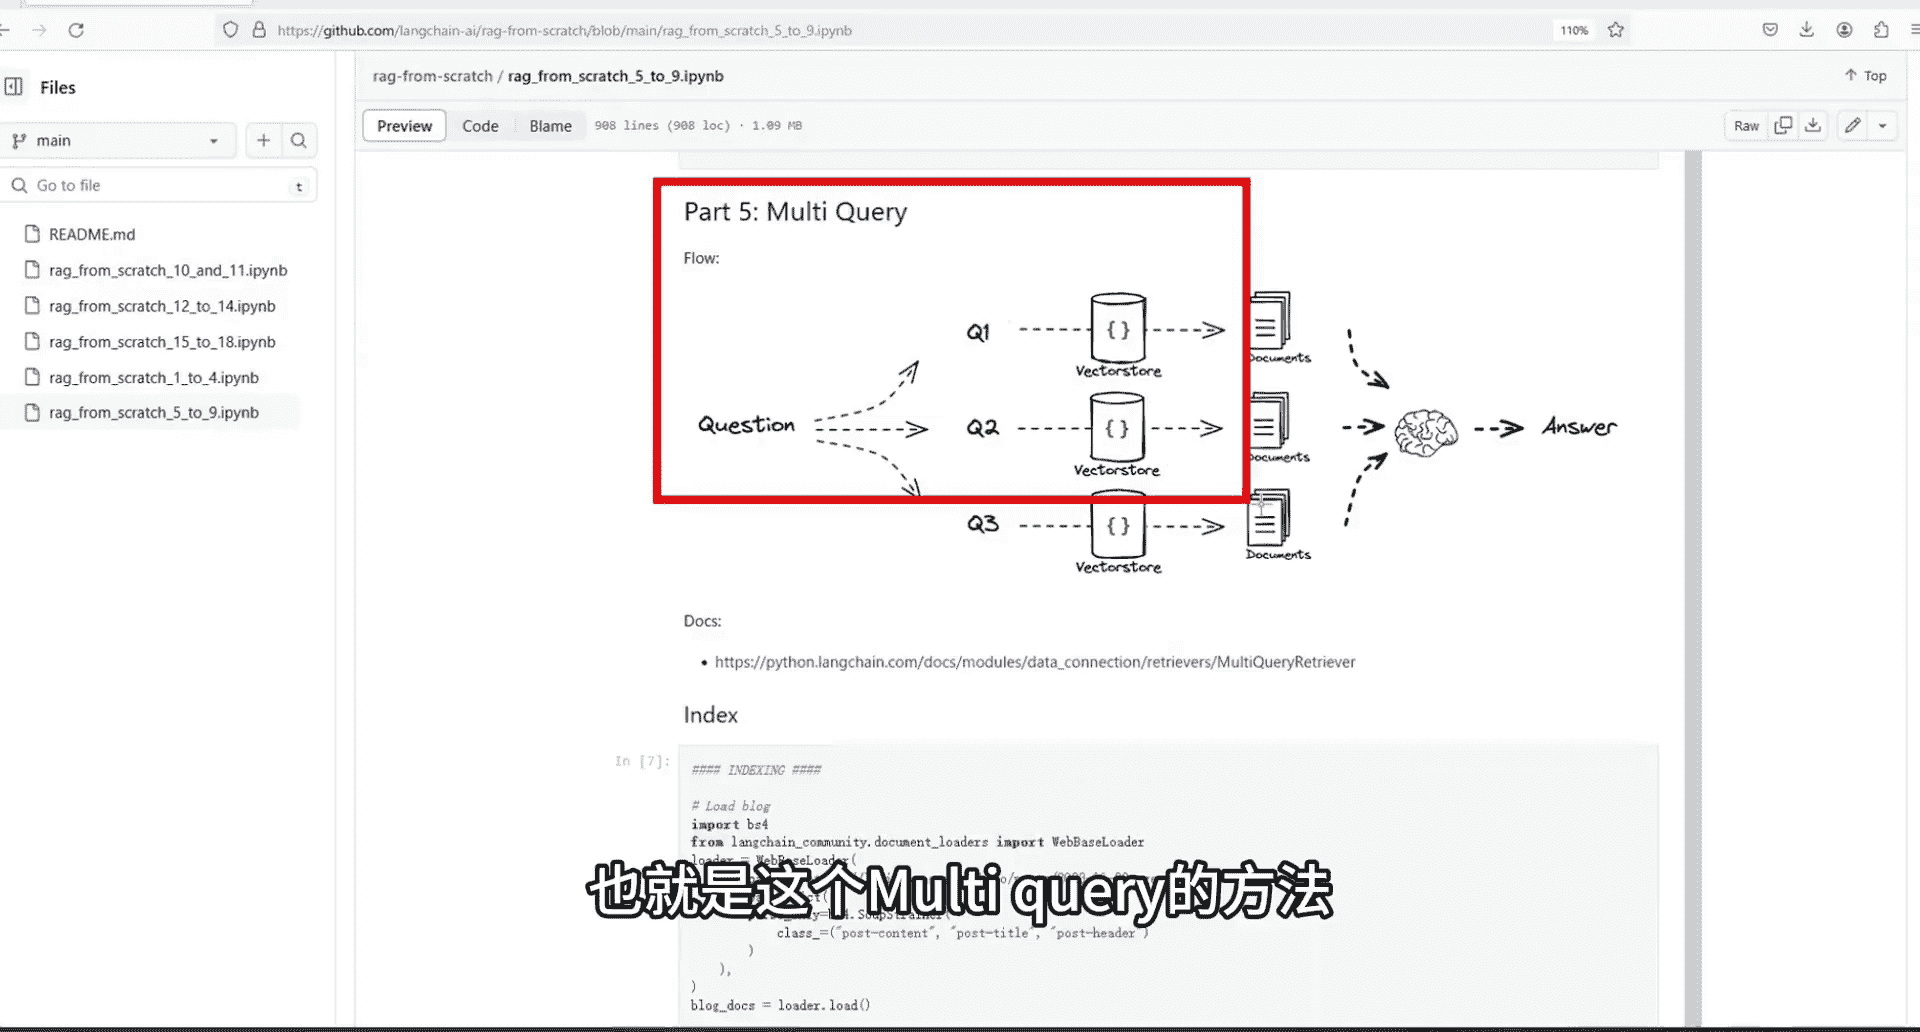 https://github.com/langchain-ai/rag-from-scratch/blob/main/rag_from_scratch_5_to_9.ipynb
110%
Files
main
Go to file
t
README.md
rag_from_scratch_10_and_11.ipynb
rag_from_scratch_12_to_14.ipynb
rag_from_scratch_15_to_18.ipynb
rag_from_scratch_1_to_4.ipynb
rag_from_scratch_5_to_9.ipynb
rag-from-scratch / rag_from_scratch_5_to_9.ipynb
Top
Preview Code Blame 908 lines (908 loc) · 1.09 MB
Raw
Part 5: Multi Query
Flow:
Q1
Vectorstore
Documents
Question
Q2
Vectorstore
Documents
Answer
Q3
Vectorstore
Documents
Docs:
https://python.langchain.com/docs/modules/data_connection/retrievers/MultiQueryRetriever
Index
In [7]:
#### INDEXING ####
# Load blog
import bs4
from langchain_community.document_loaders import WebBaseLoader
loader = WebBaseLoader(
也就是这个Multi query的方法
class_=("post-content", "post-title", "post-header")
)
),
)
blog_docs = loader.load()